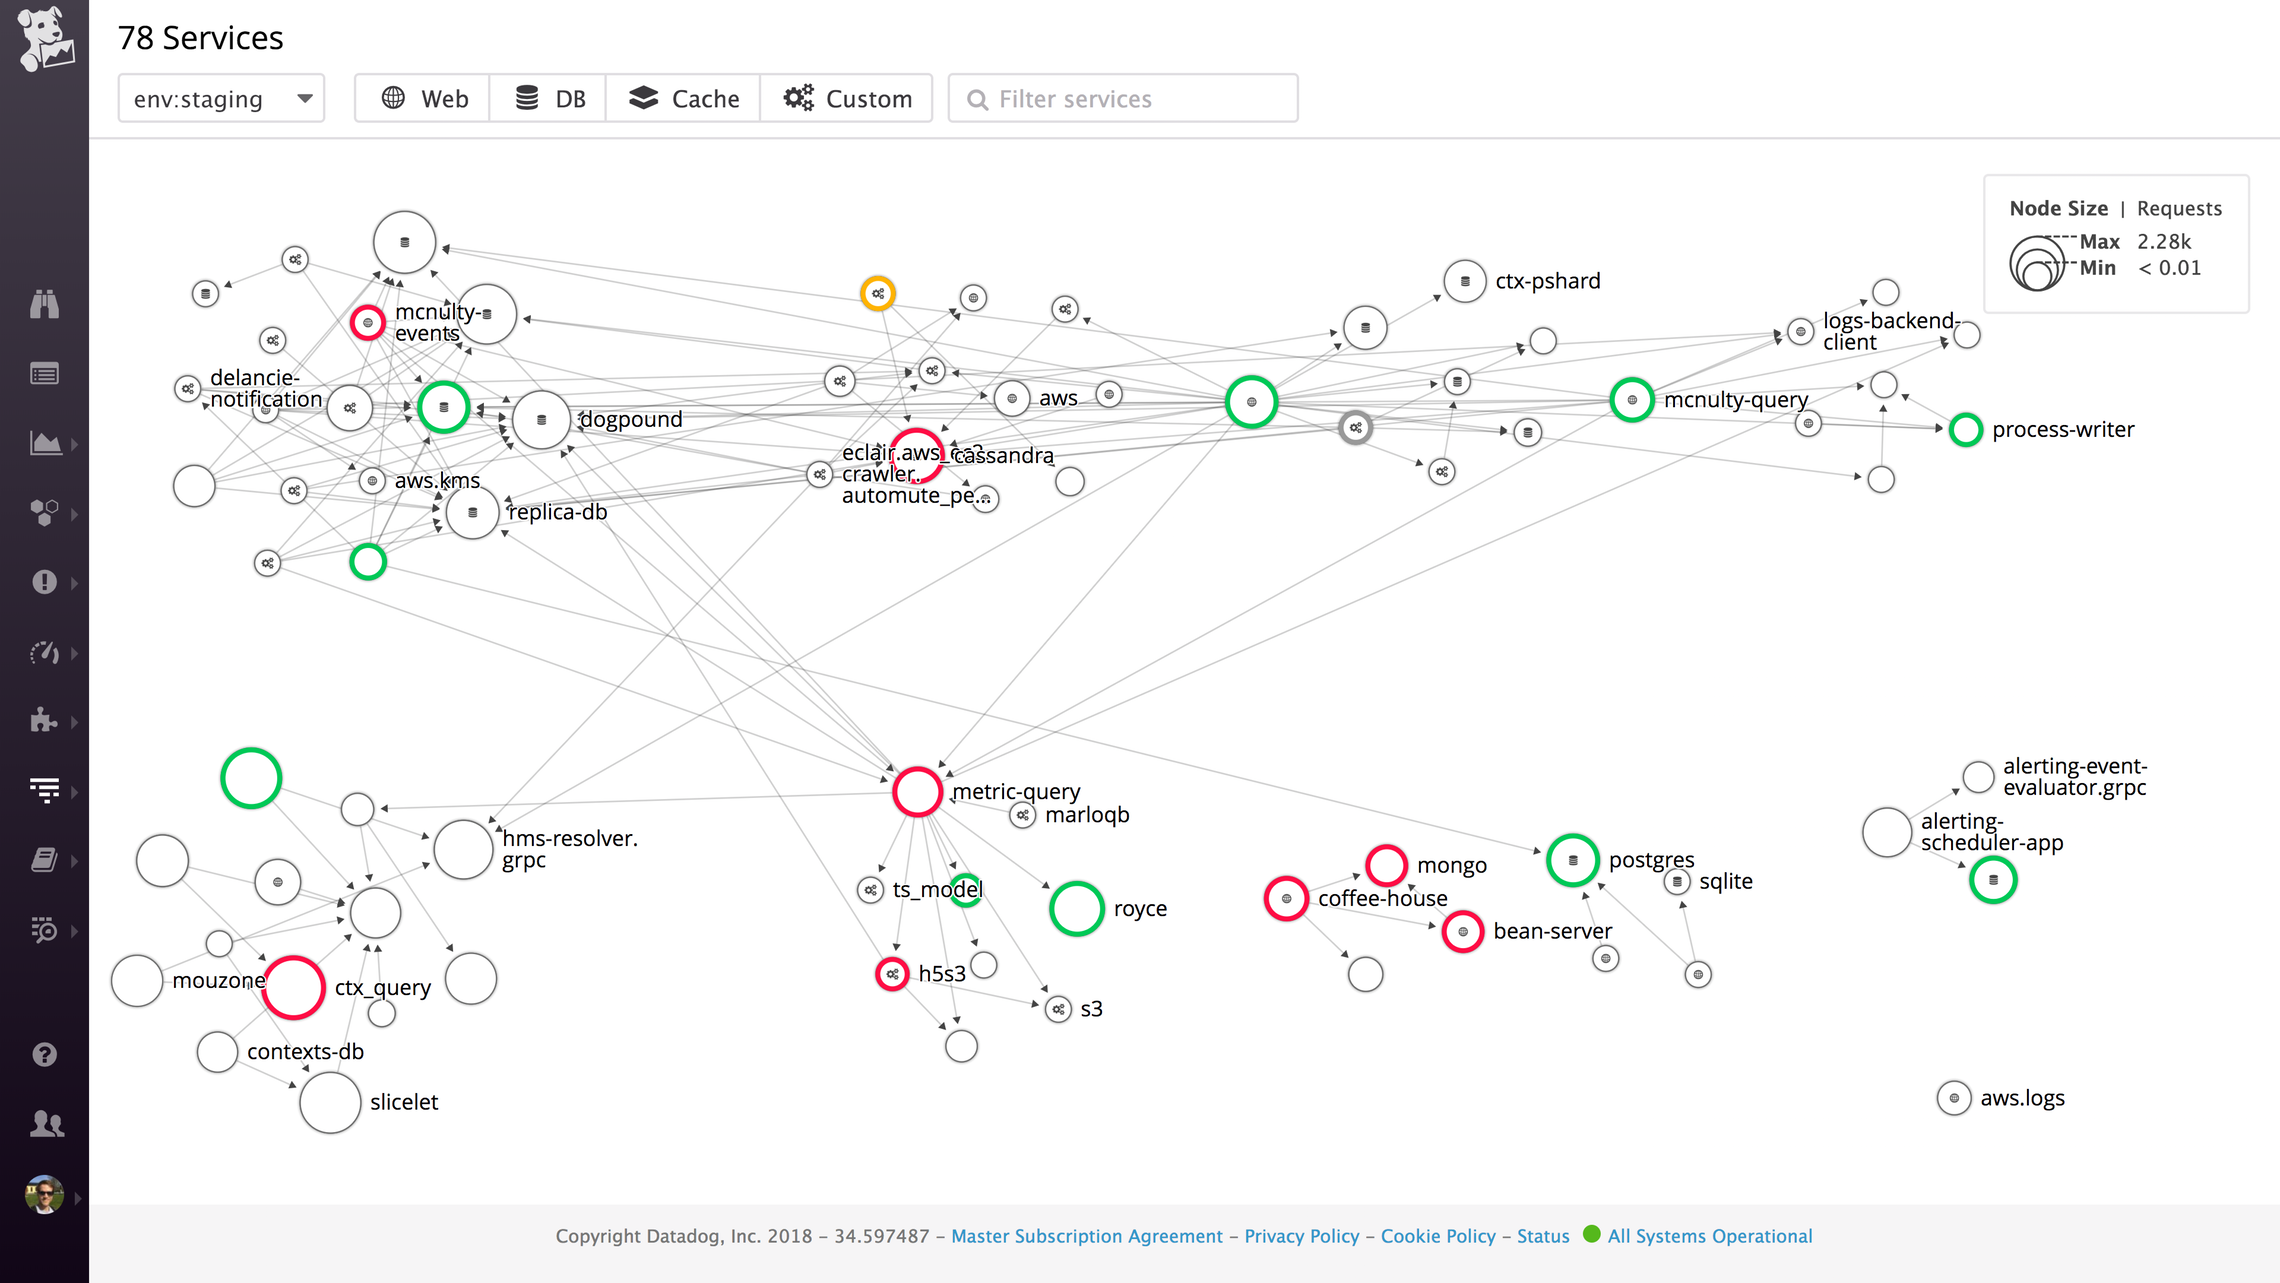 78 Services
env:staging
Web
DB
Cache
Custom
Filter services
Node Size | Requests
Max 2.28k
Min < 0.01
ctx-pshard
mcnulty-
events
logs-backend-
client
delancie-
notification
aws
mcnulty-query
dogpound
process-writer
eclair.aws_ec2
crawler.
automute_pe...
cassandra
aws.kms
replica-db
metric-query
marloqb
alerting-event-
evaluator.grpc
alerting-
scheduler-app
hms-resolver.
grpc
mongo
postgres
sqlite
ts_model
coffee-house
royce
bean-server
h5s3
mouzone
ctx_query
s3
contexts-db
slicelet
aws.logs
Copyright Datadog, Inc. 2018 – 34.597487 – Master Subscription Agreement – Privacy Policy – Cookie Policy – Status All Systems Operational